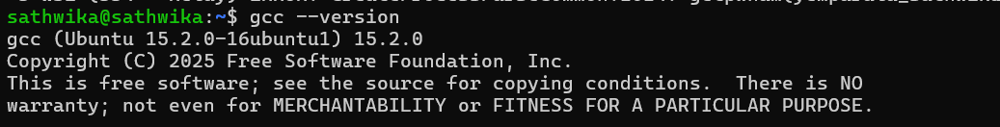 sathwika@sathwika:~$ gcc --version
gcc (Ubuntu 15.2.0-16ubuntu1) 15.2.0
Copyright (C) 2025 Free Software Foundation, Inc.
This is free software; see the source for copying conditions.  There is NO
warranty; not even for MERCHANTABILITY or FITNESS FOR A PARTICULAR PURPOSE.